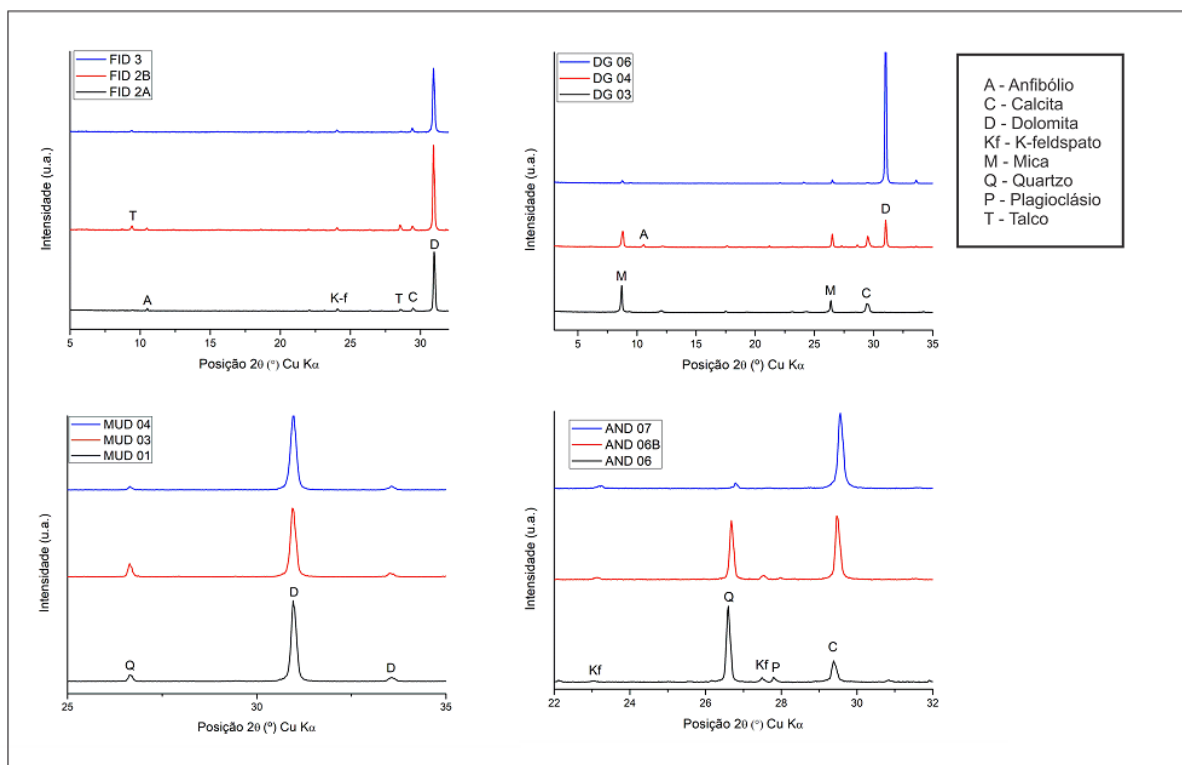 FID 3
FID 2B
FID 2A
Intensidade (u.a.)
T
A
K-f
T
C
D
5
10
15
20
25
30
Posição 2θ (°) Cu Kα
DG 06
DG 04
DG 03
Intensidade (u.a.)
A
D
M
M
C
5
10
15
20
25
30
35
Posição 2θ (º) Cu Kα
A - Anfibólio
C - Calcita
D - Dolomita
Kf - K-feldspato
M - Mica
Q - Quartzo
P - Plagioclásio
T - Talco
MUD 04
MUD 03
MUD 01
Intensidade (u.a.)
Q
D
D
25
30
35
Posição 2θ (º) Cu Kα
AND 07
AND 06B
AND 06
Intensidade (u.a.)
Kf
Q
Kf
P
C
22
24
26
28
30
32
Posição 2θ (°) Cu Kα